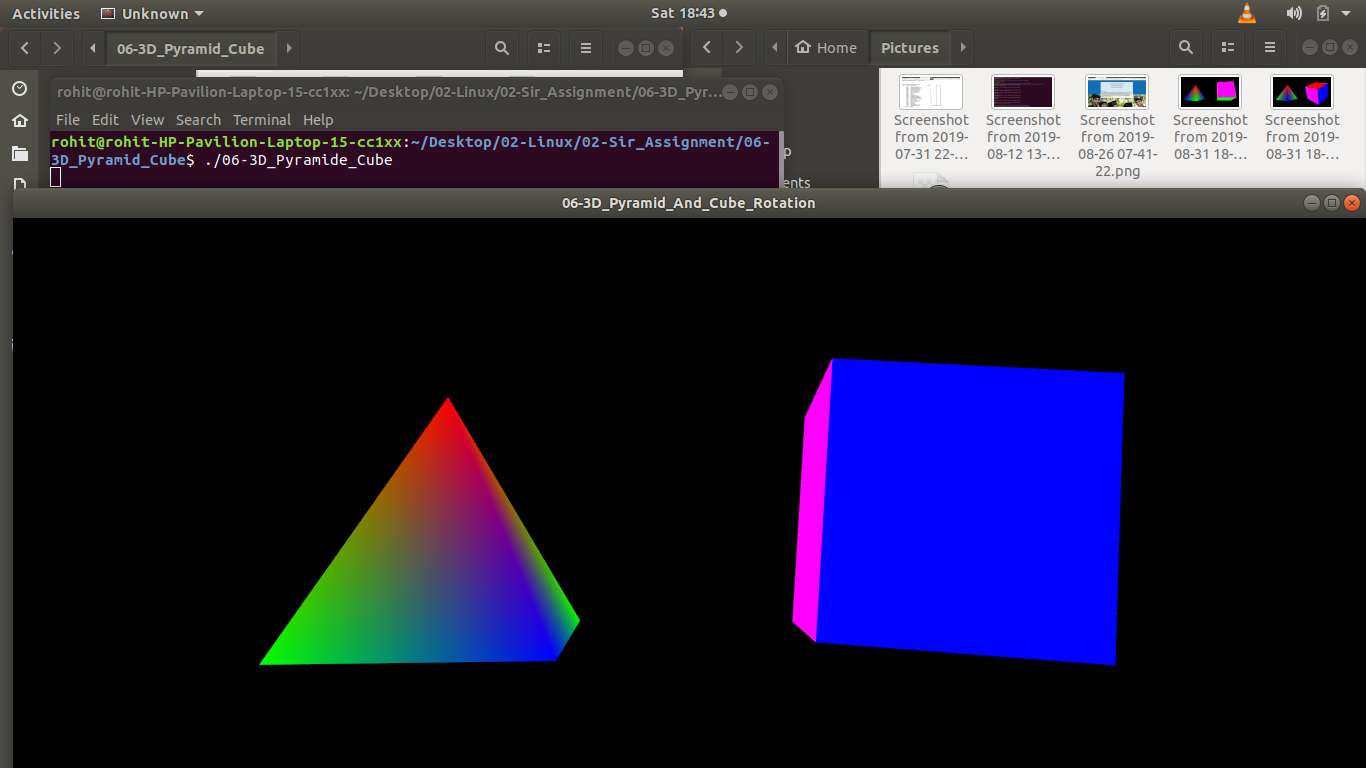 Activities Unknown Sat 18:43
06-3D_Pyramid_Cube
Home Pictures
rohit@rohit-HP-Pavilion-Laptop-15-cc1xx: ~/Desktop/02-Linux/02-Sir_Assignment/06-3D_Pyr...
File Edit View Search Terminal Help
rohit@rohit-HP-Pavilion-Laptop-15-cc1xx:~/Desktop/02-Linux/02-Sir_Assignment/06-
3D_Pyramid_Cube$ ./06-3D_Pyramide_Cube
p
ents
Screenshot
from 2019-
07-31 22-...
Screenshot
from 2019-
08-12 13-...
Screenshot
from 2019-
08-26 07-41-
22.png
Screenshot
from 2019-
08-31 18-...
Screenshot
from 2019-
08-31 18-...
06-3D_Pyramid_And_Cube_Rotation